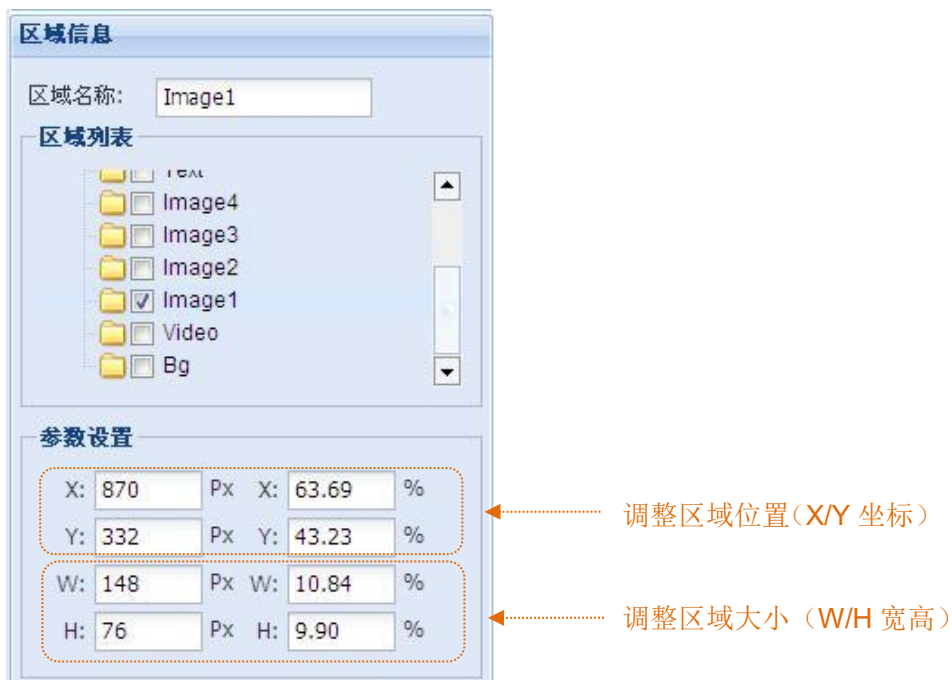 区域信息
区域名称: Image1
区域列表
Text
Image4
Image3
Image2
Image1
Video
Bg
参数设置
X: 870 Px X: 63.69 %
Y: 332 Px Y: 43.23 %
调整区域位置(X/Y 坐标)
W: 148 Px W: 10.84 %
H: 76 Px H: 9.90 %
调整区域大小(W/H 宽高)